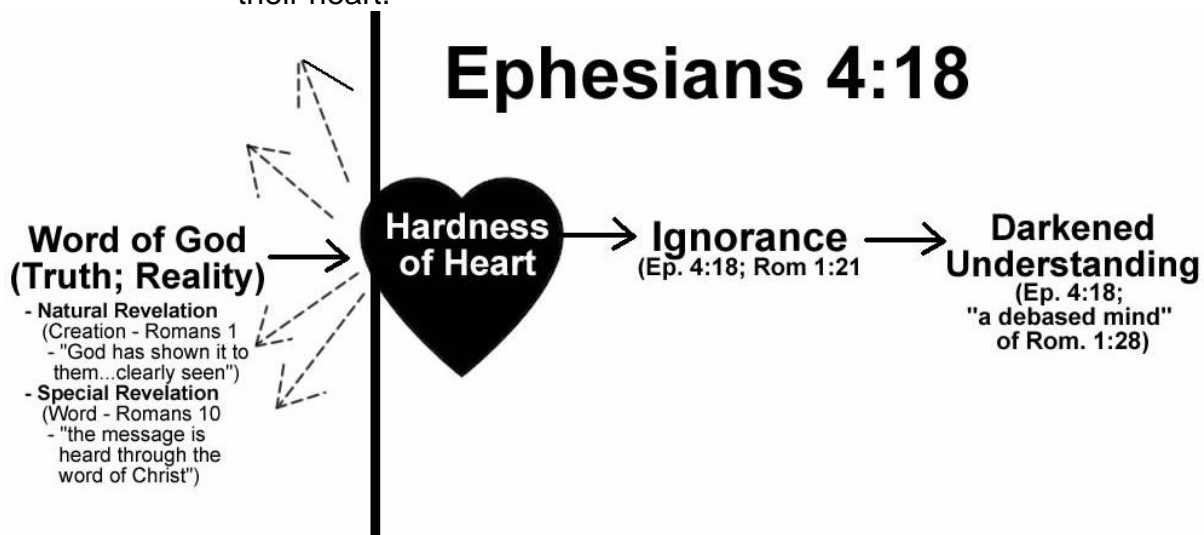 their heart.
Ephesians 4:18
Word of God
(Truth; Reality)
- Natural Revelation
(Creation - Romans 1
- "God has shown it to
them...clearly seen")
- Special Revelation
(Word - Romans 10
- "the message is
heard through the
word of Christ")
Hardness
of Heart
Ignorance
(Ep. 4:18; Rom 1:21
Darkened
Understanding
(Ep. 4:18;
"a debased mind"
of Rom. 1:28)